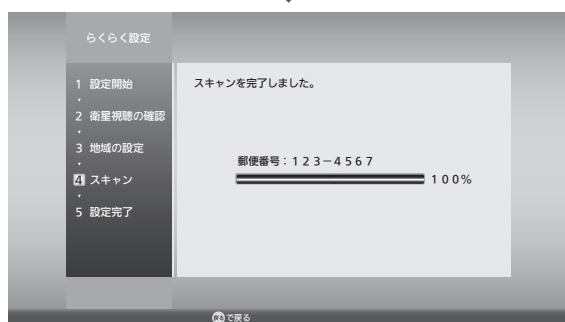 らくらく設定
1 設定開始
・
2 衛星視聴の確認
・
3 地域の設定
・
4 スキャン
・
5 設定完了
スキャンを完了しました。
郵便番号：１２３－４５６７
１００％
戻るで戻る